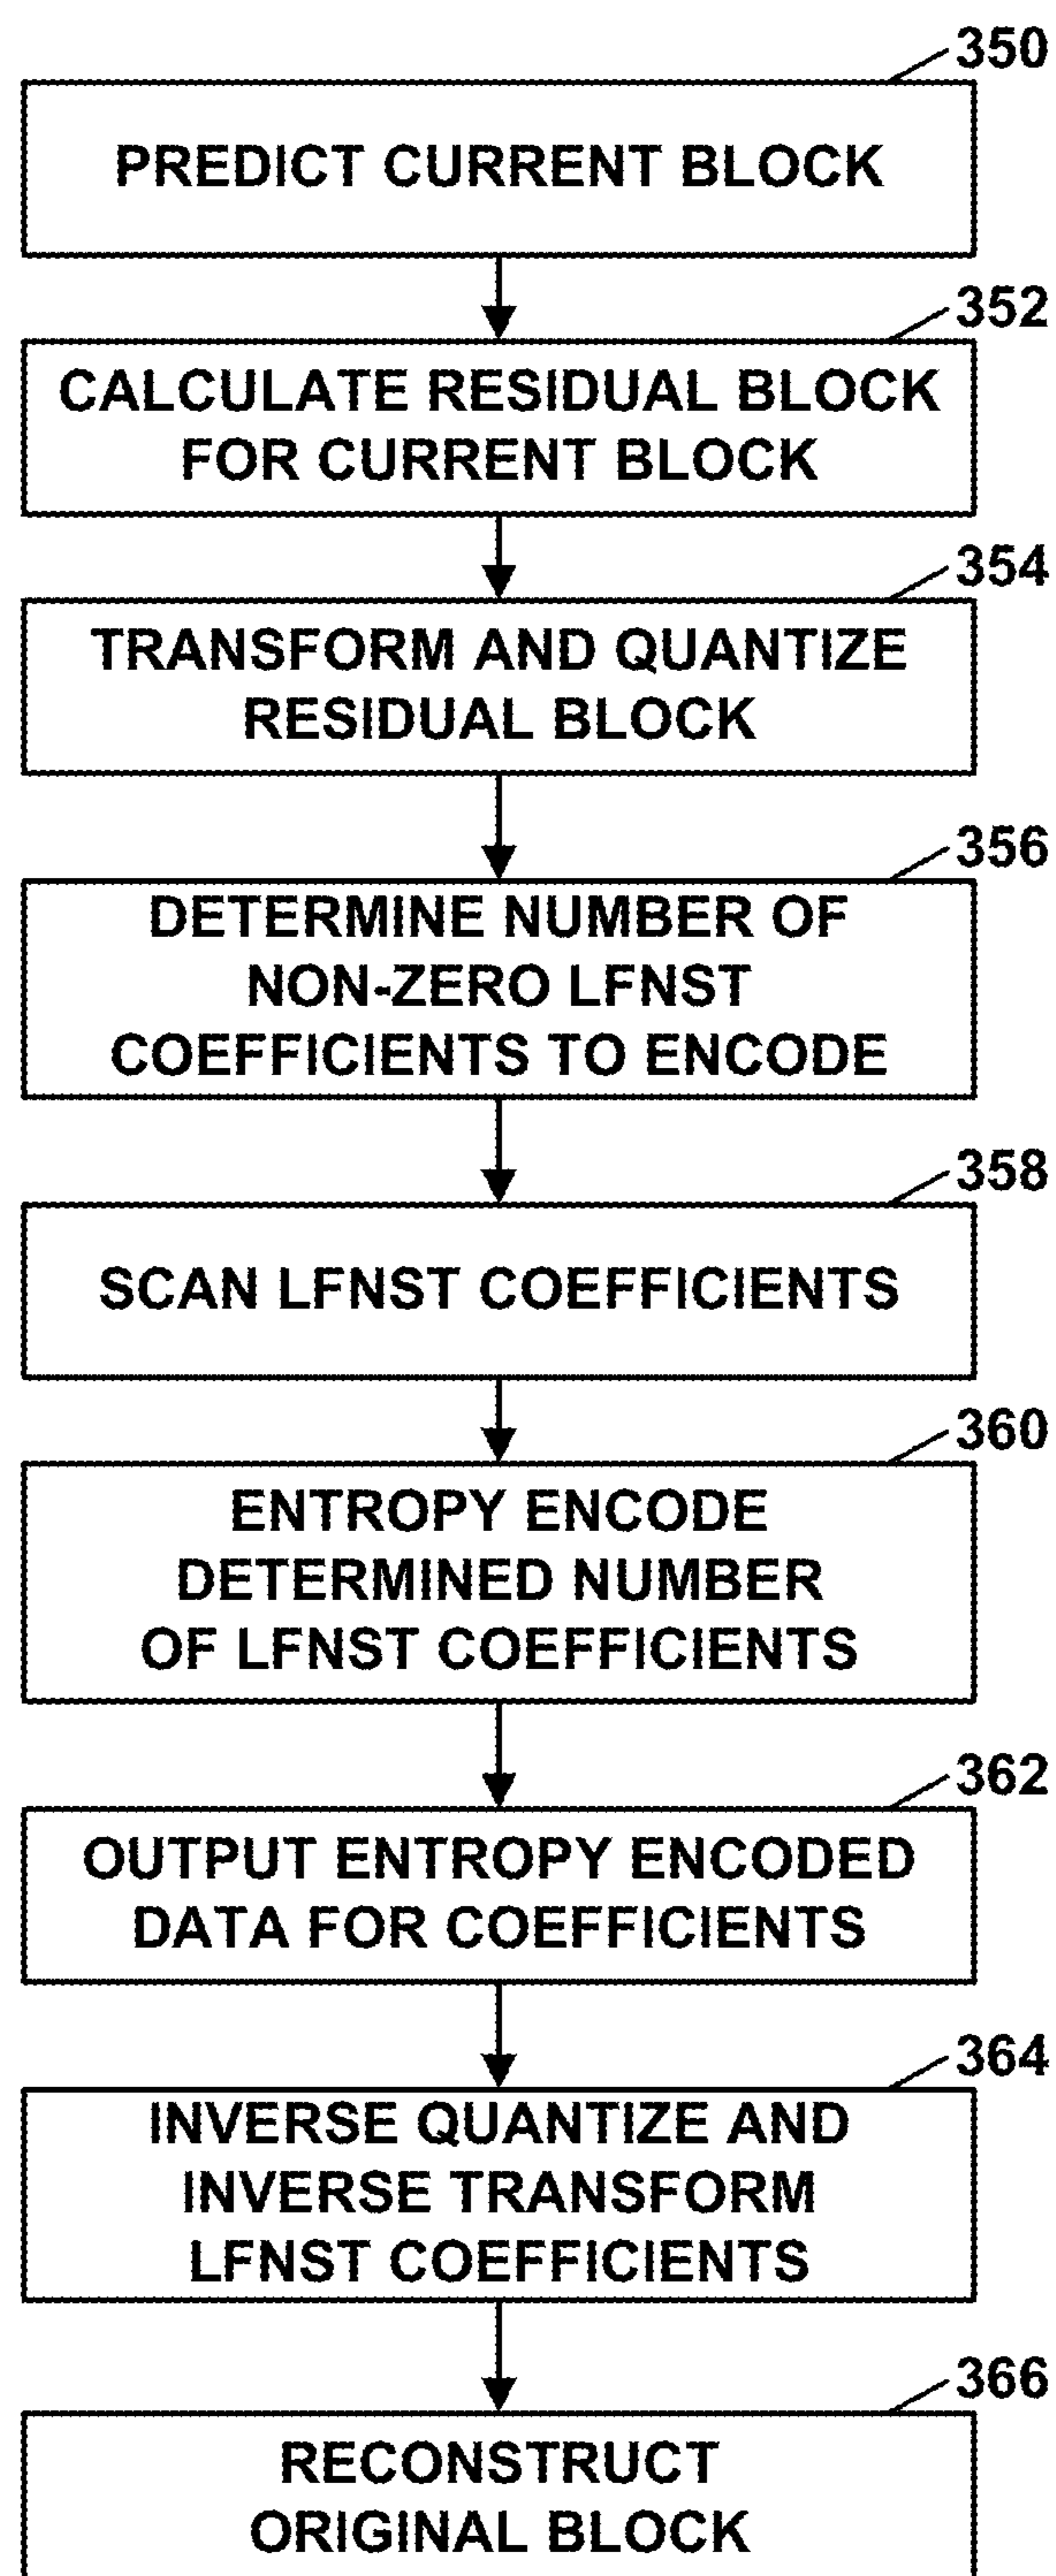 350
PREDICT CURRENT BLOCK
352
CALCULATE RESIDUAL BLOCK
FOR CURRENT BLOCK
354
TRANSFORM AND QUANTIZE
RESIDUAL BLOCK
356
DETERMINE NUMBER OF
NON-ZERO LFNST
COEFFICIENTS TO ENCODE
358
SCAN LFNST COEFFICIENTS
360
ENTROPY ENCODE
DETERMINED NUMBER
OF LFNST COEFFICIENTS
362
OUTPUT ENTROPY ENCODED
DATA FOR COEFFICIENTS
364
INVERSE QUANTIZE AND
INVERSE TRANSFORM
LFNST COEFFICIENTS
366
RECONSTRUCT
ORIGINAL BLOCK